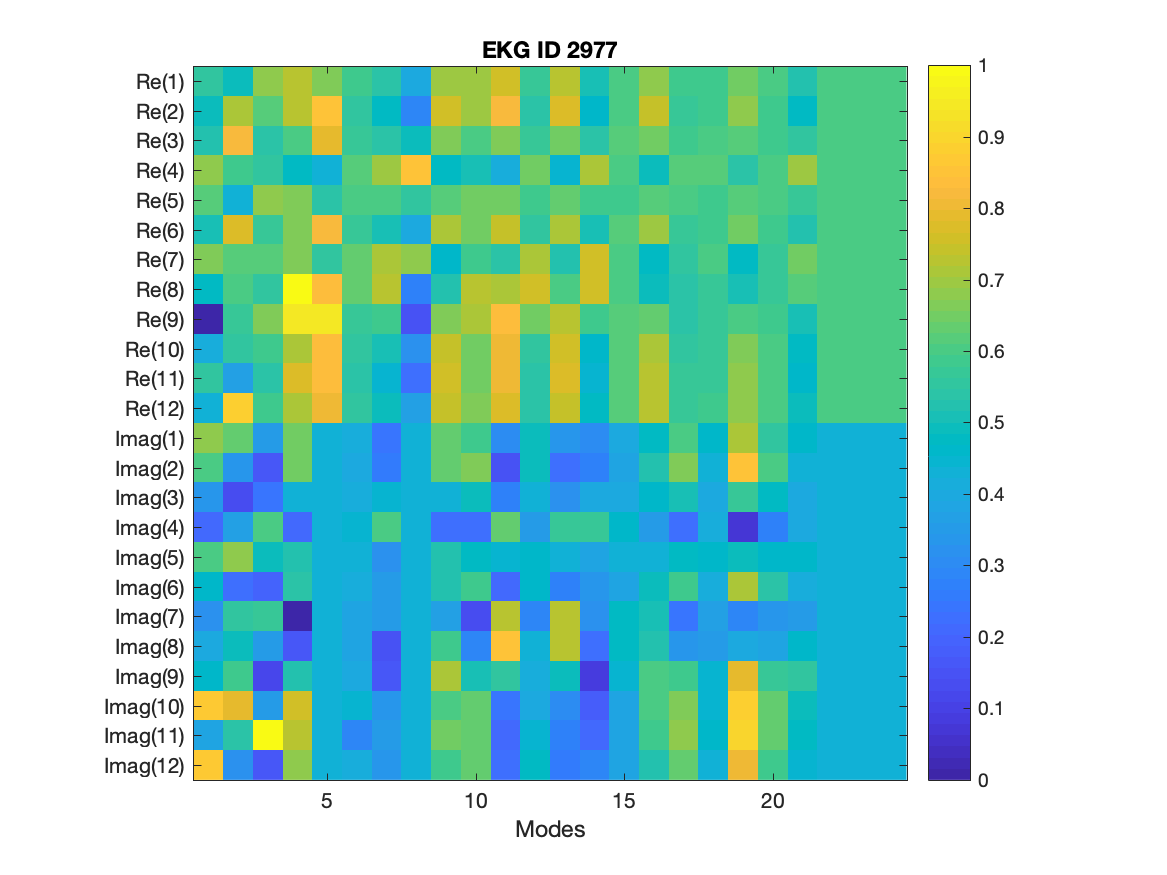 EKG ID 2977
Re(1)
Re(2)
Re(3)
Re(4)
Re(5)
Re(6)
Re(7)
Re(8)
Re(9)
Re(10)
Re(11)
Re(12)
Imag(1)
Imag(2)
Imag(3)
Imag(4)
Imag(5)
Imag(6)
Imag(7)
Imag(8)
Imag(9)
Imag(10)
Imag(11)
Imag(12)
5 10 15 20
Modes
1
0.9
0.8
0.7
0.6
0.5
0.4
0.3
0.2
0.1
0